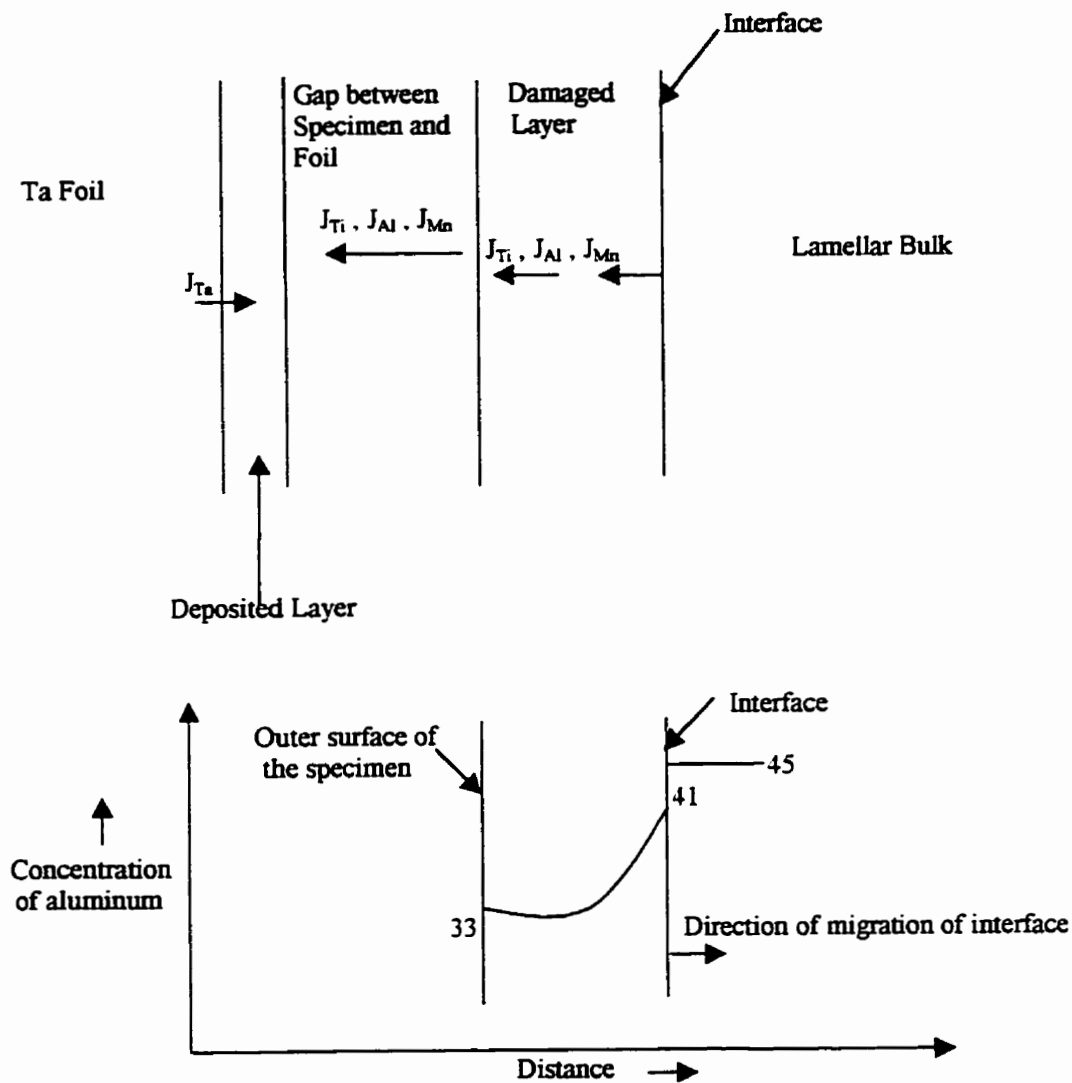 Interface
Gap between
Specimen and
Foil
Damaged
Layer
Ta Foil
J_Ti , J_Al , J_Mn
J_Ti , J_Al , J_Mn
Lamellar Bulk
J_Ta
Deposited Layer
Interface
Outer surface of
the specimen
45
41
Concentration
of aluminum
33
Direction of migration of interface
Distance